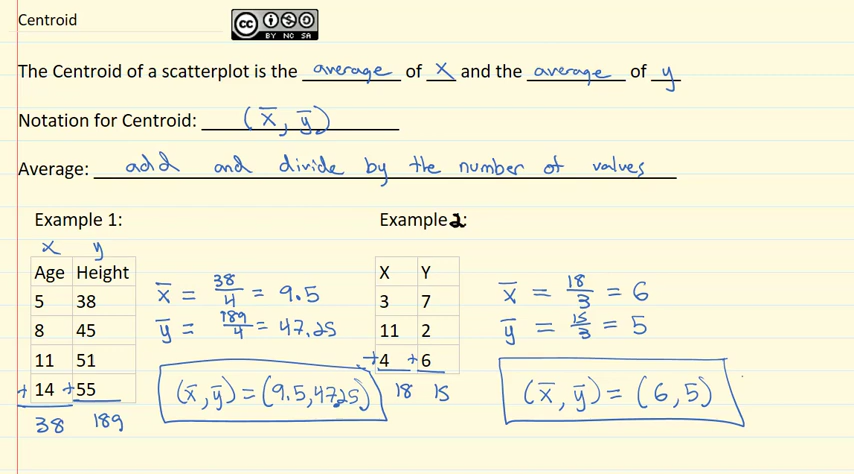 Centroid
cc BY NC SA
The Centroid of a scatterplot is the average of x and the average of y
Notation for Centroid: (x̄, ȳ)
Average: add and divide by the number of values
Example 1:
x y
Age Height
5 38
8 45
11 51
+ 14 + 55
38 189
x̄ = 38/4 = 9.5
ȳ = 189/4 = 47.25
(x̄, ȳ) = (9.5, 47.25)
Example 2:
X Y
3 7
11 2
+ 4 + 6
18 15
x̄ = 18/3 = 6
ȳ = 15/3 = 5
(x̄, ȳ) = (6, 5)